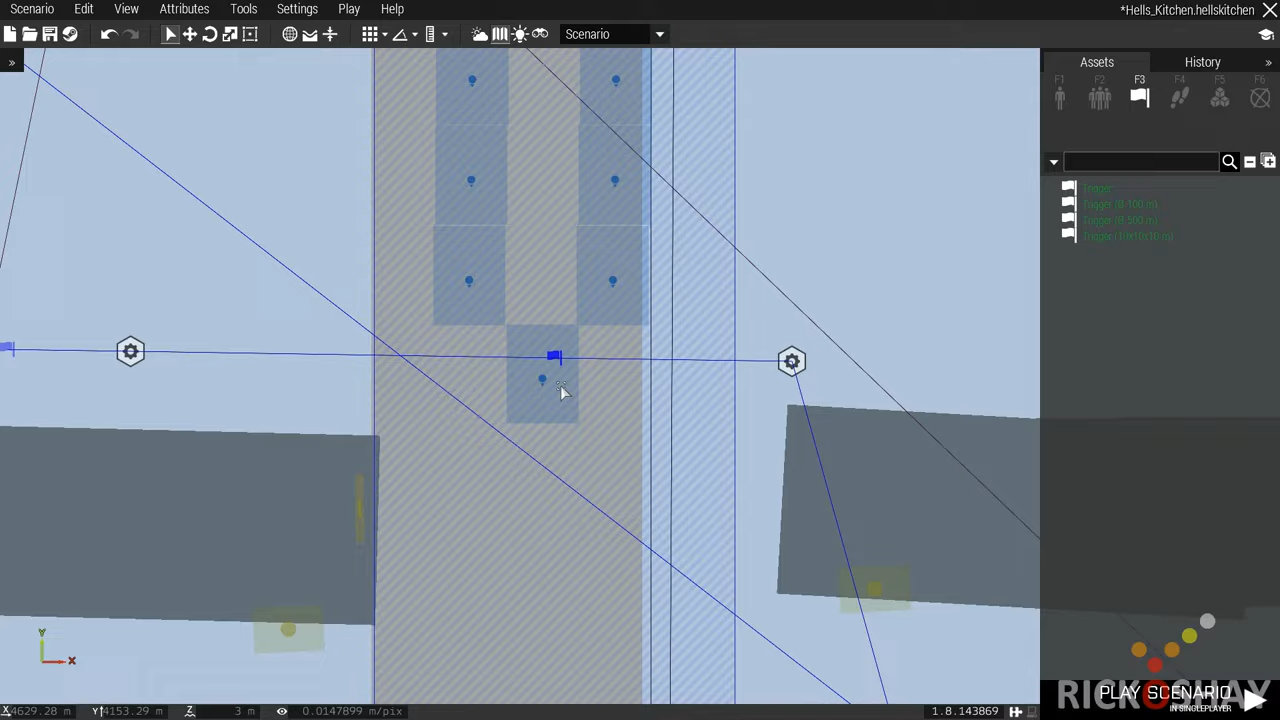 Scenario Edit View Attributes Tools Settings Play Help *Hells_Kitchen.hellskitchen
Scenario
» Assets History »
F1 F2 F3 F4 F5 F6
Trigger
Trigger (Ø 100 m)
Trigger (Ø 500 m)
Trigger (10x10x10 m)
Y
X
RICKOSHAY
PLAY SCENARIO
IN SINGLEPLAYER
X 4629.28 m Y 4153.29 m Z 3 m 0.0147899 m/pix 1.8.143869